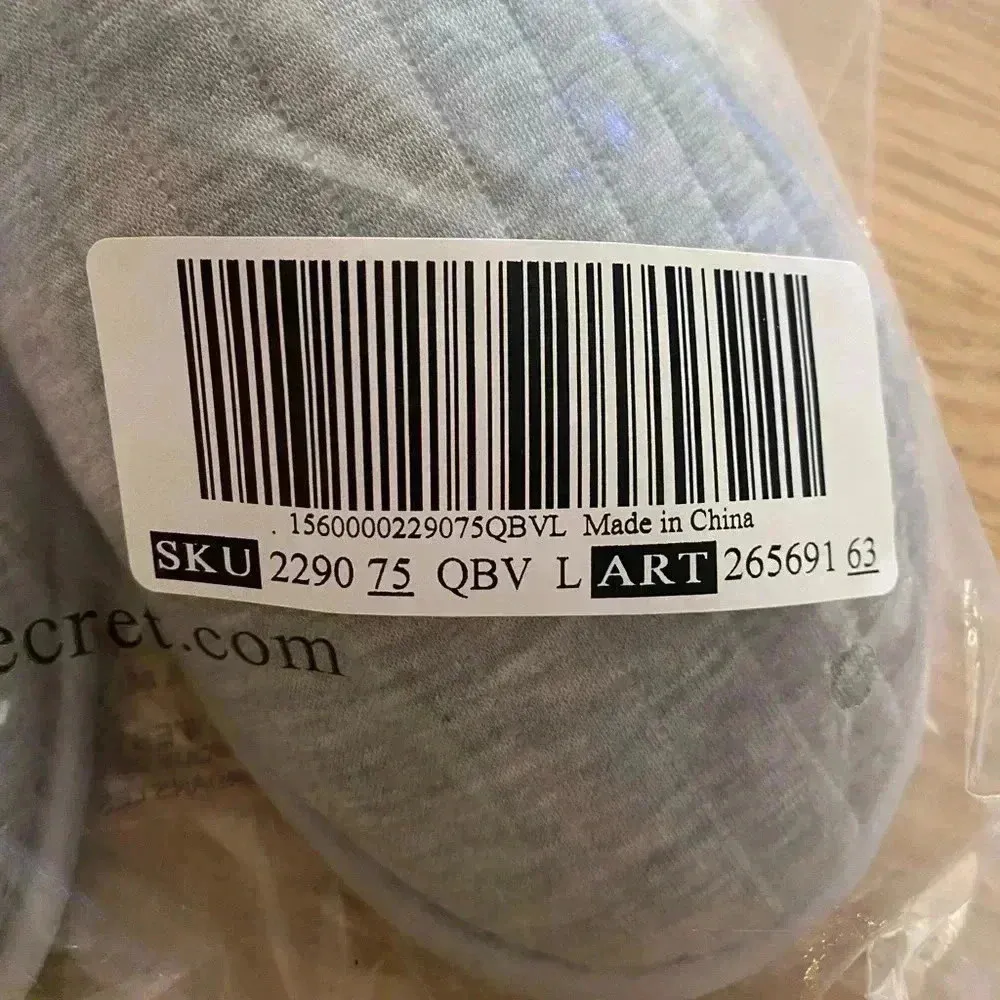 . 1560000229075QBVL Made in China
SKU 2290 75 QBV L ART 265691 63
ecret.com